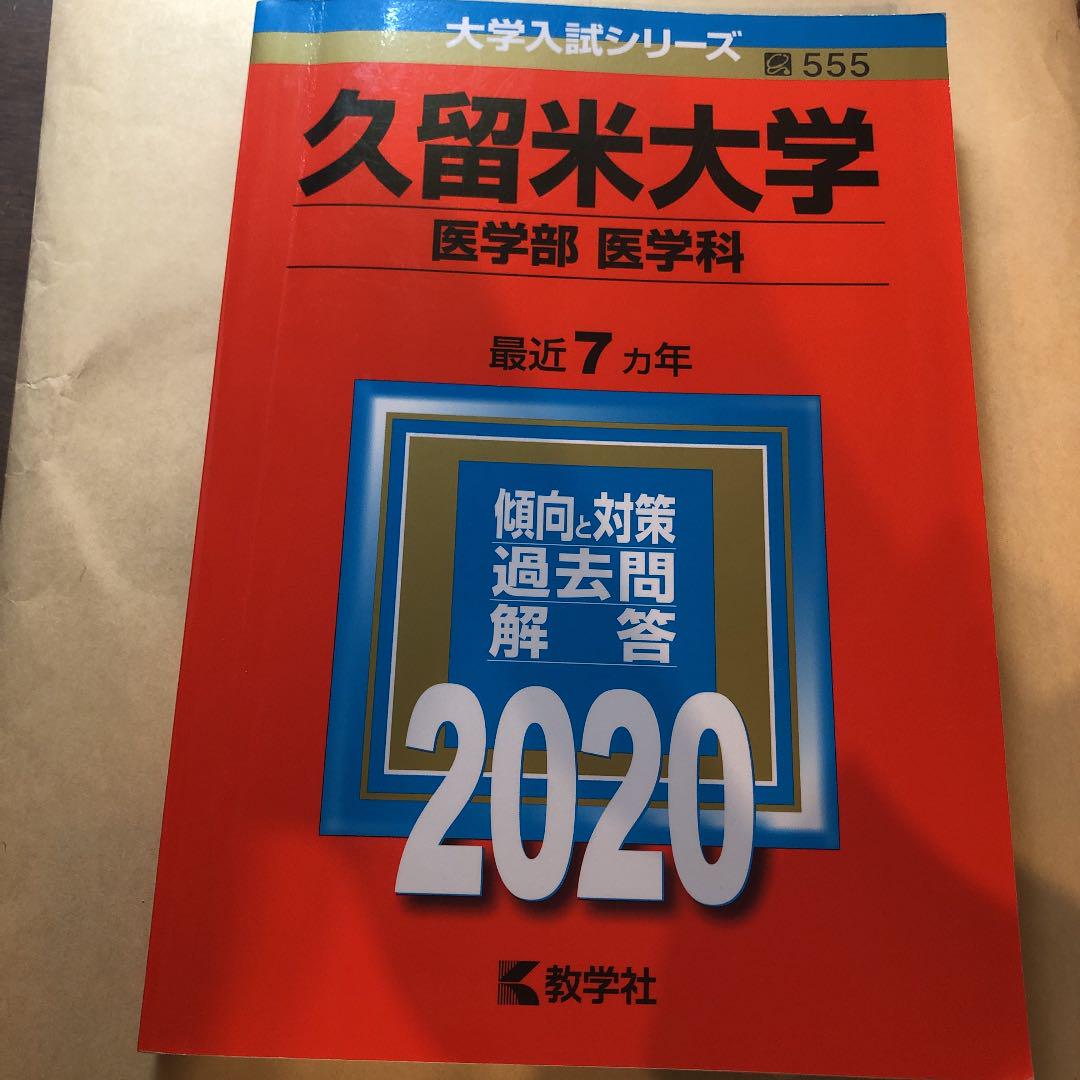 大学入試シリーズ
555
久留米大学
医学部 医学科
最近7ヵ年
傾向と対策
過去問
解答
2020
教学社